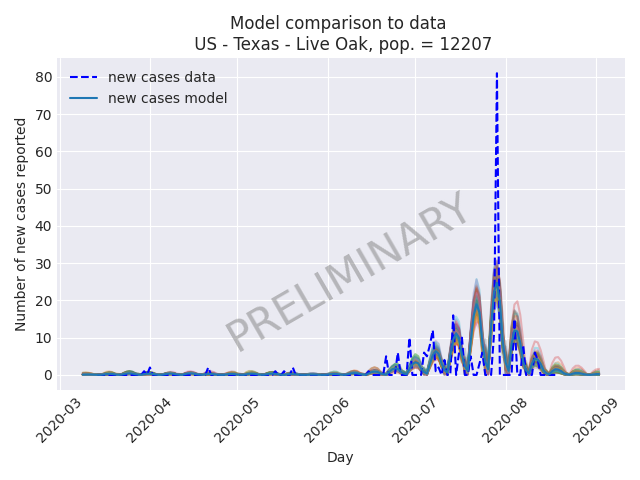 Model comparison to data
US - Texas - Live Oak, pop. = 12207
new cases data
new cases model
80
70
60
50
40
30
20
10
0
Number of new cases reported
PRELIMINARY
2020-03
2020-04
2020-05
2020-06
2020-07
2020-08
2020-09
Day